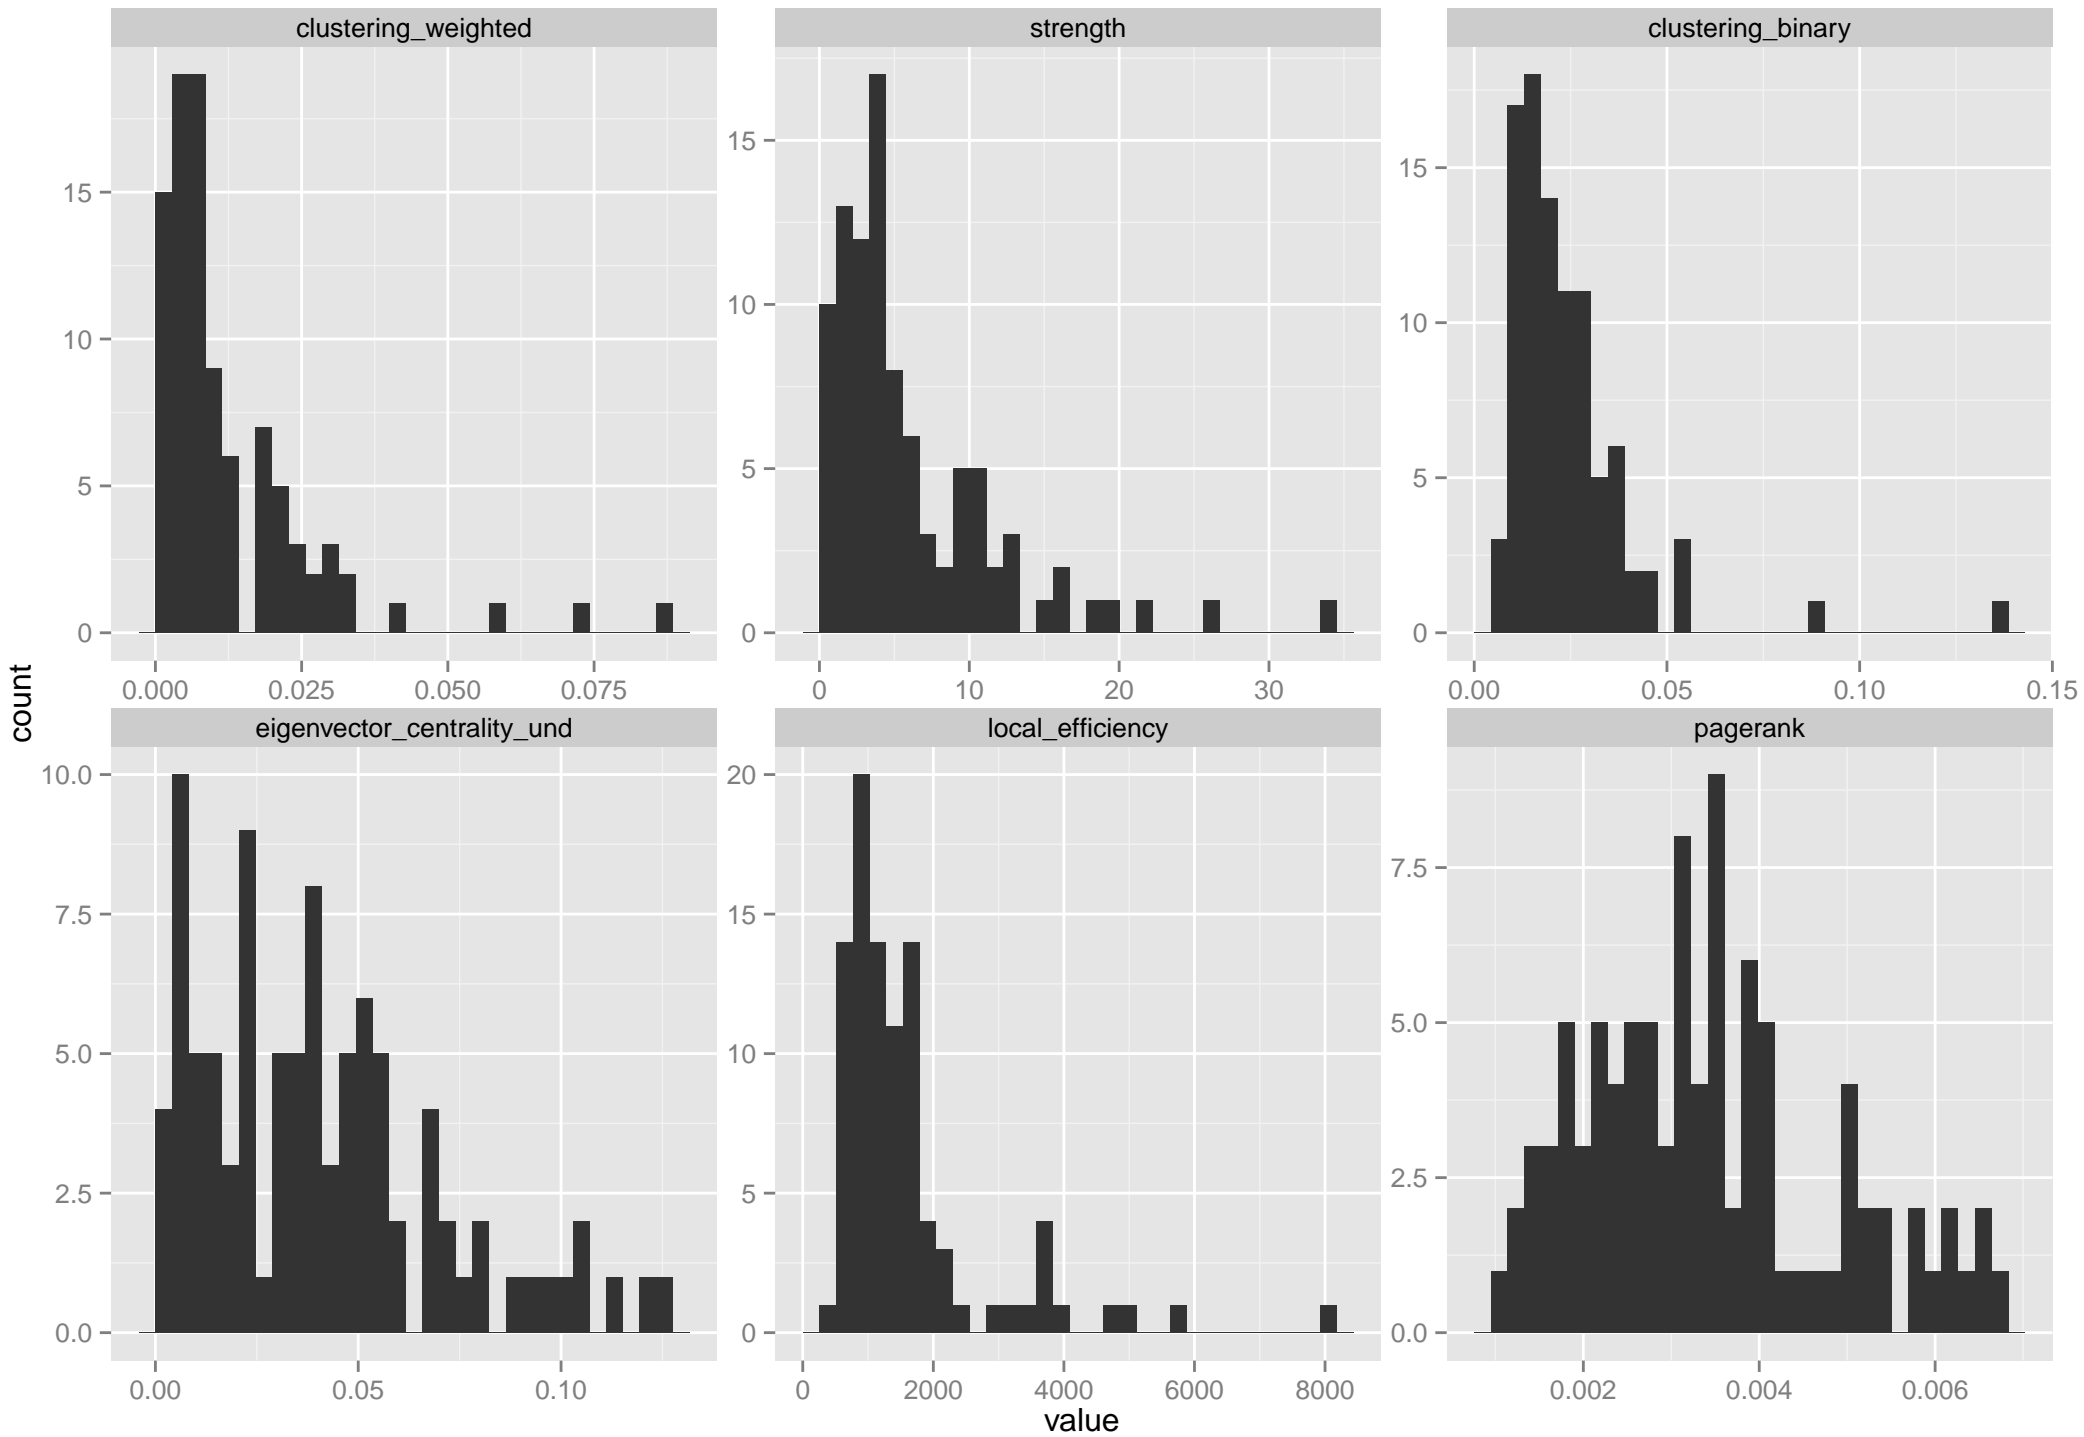 clustering_weighted
strength
clustering_binary
15
10
5
0
0.000 0.025 0.050 0.075
15
10
5
0
0 10 20 30
15
10
5
0
0.00 0.05 0.10 0.15
count
eigenvector_centrality_und
local_efficiency
pagerank
10.0
7.5
5.0
2.5
0.0
0.00 0.05 0.10
20
15
10
5
0
0 2000 4000 6000 8000
7.5
5.0
2.5
0.0
0.002 0.004 0.006
value